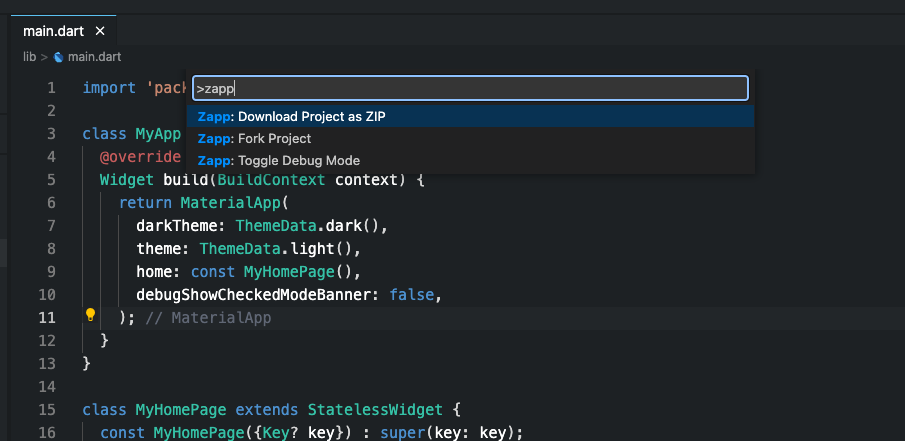 main.dart ×
lib > main.dart
>zapp
Zapp: Download Project as ZIP
Zapp: Fork Project
Zapp: Toggle Debug Mode
1 import 'pac
2
3 class MyApp
4 @override
5 Widget build(BuildContext context) {
6 return MaterialApp(
7 darkTheme: ThemeData.dark(),
8 theme: ThemeData.light(),
9 home: const MyHomePage(),
10 debugShowCheckedModeBanner: false,
11 ); // MaterialApp
12 }
13 }
14
15 class MyHomePage extends StatelessWidget {
16 const MyHomePage({Key? key}) : super(key: key);